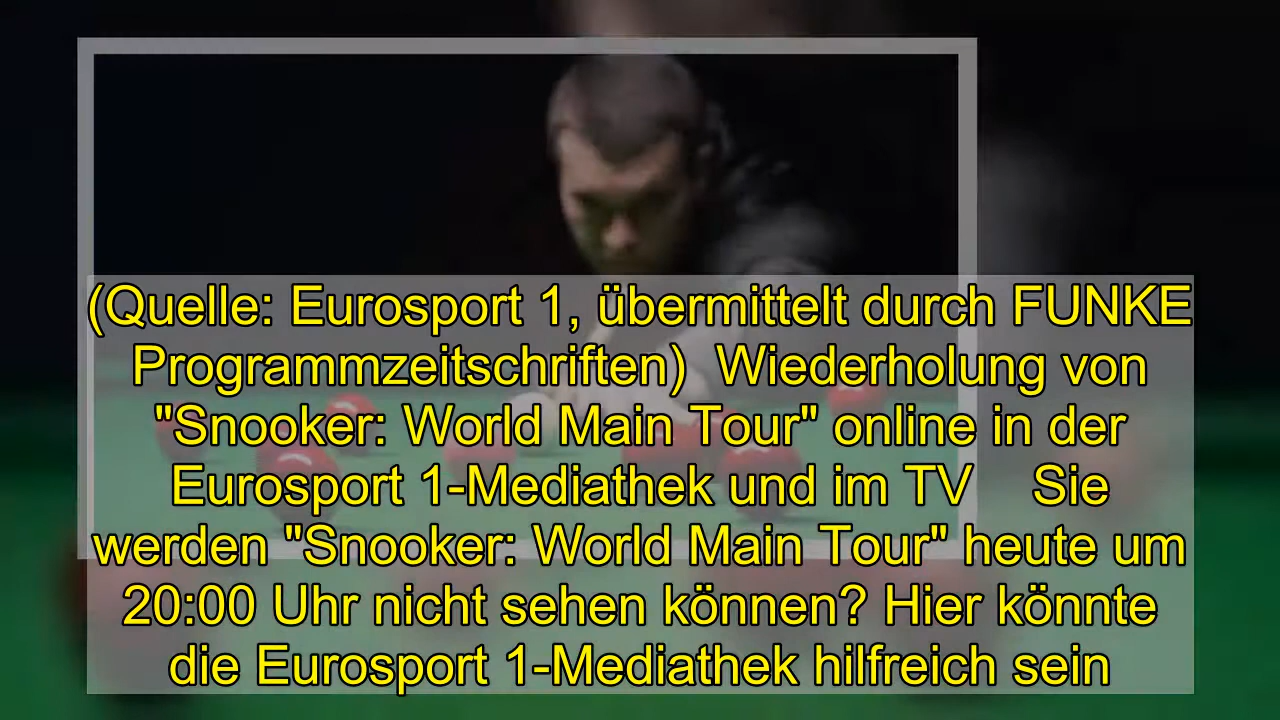 (Quelle: Eurosport 1, übermittelt durch FUNKE
Programmzeitschriften)  Wiederholung von
"Snooker: World Main Tour" online in der
Eurosport 1-Mediathek und im TV    Sie
werden "Snooker: World Main Tour" heute um
20:00 Uhr nicht sehen können? Hier könnte
die Eurosport 1-Mediathek hilfreich sein